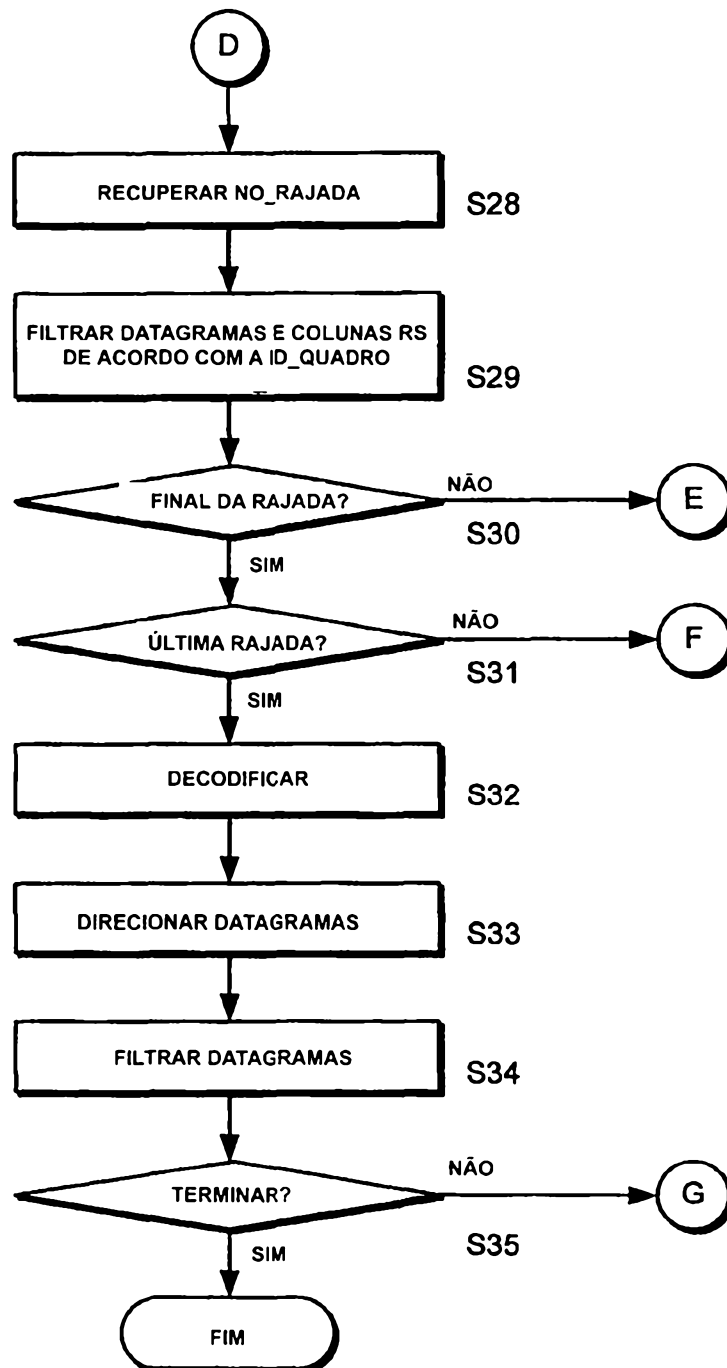 D
RECUPERAR NO_RAJADA
S28
FILTRAR DATAGRAMAS E COLUNAS RS
DE ACORDO COM A ID_QUADRO
S29
FINAL DA RAJADA?
NÃO
E
S30
SIM
ÚLTIMA RAJADA?
NÃO
F
S31
SIM
DECODIFICAR
S32
DIRECIONAR DATAGRAMAS
S33
FILTRAR DATAGRAMAS
S34
TERMINAR?
NÃO
G
S35
SIM
FIM